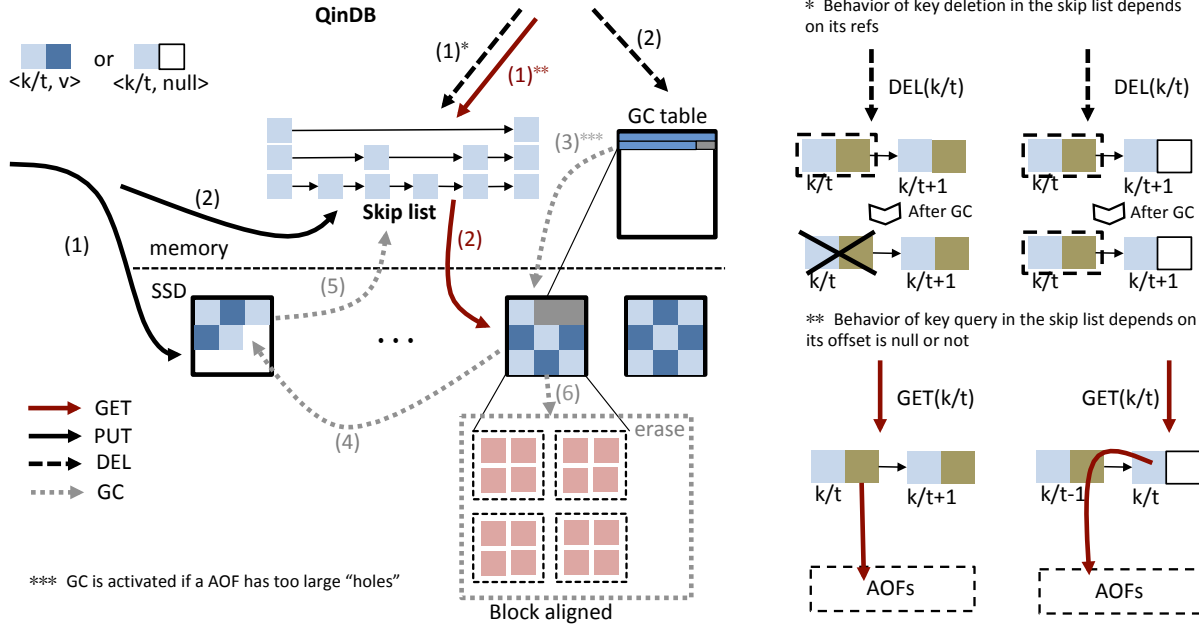 QinDB
or
<k/t, v>
<k/t, null>
(1)*
(1)**
(2)
GC table
(3)***
(2)
Skip list
(1)
(2)
memory
(5)
SSD
. . .
(6)
(4)
erase
GET
PUT
DEL
GC
*** GC is activated if a AOF has too large “holes”
Block aligned
* Behavior of key deletion in the skip list depends
on its refs
DEL(k/t)
DEL(k/t)
k/t
k/t+1
k/t
k/t+1
After GC
After GC
k/t
k/t+1
k/t
k/t+1
** Behavior of key query in the skip list depends on
its offset is null or not
GET(k/t)
GET(k/t)
k/t
k/t+1
k/t-1
k/t
AOFs
AOFs